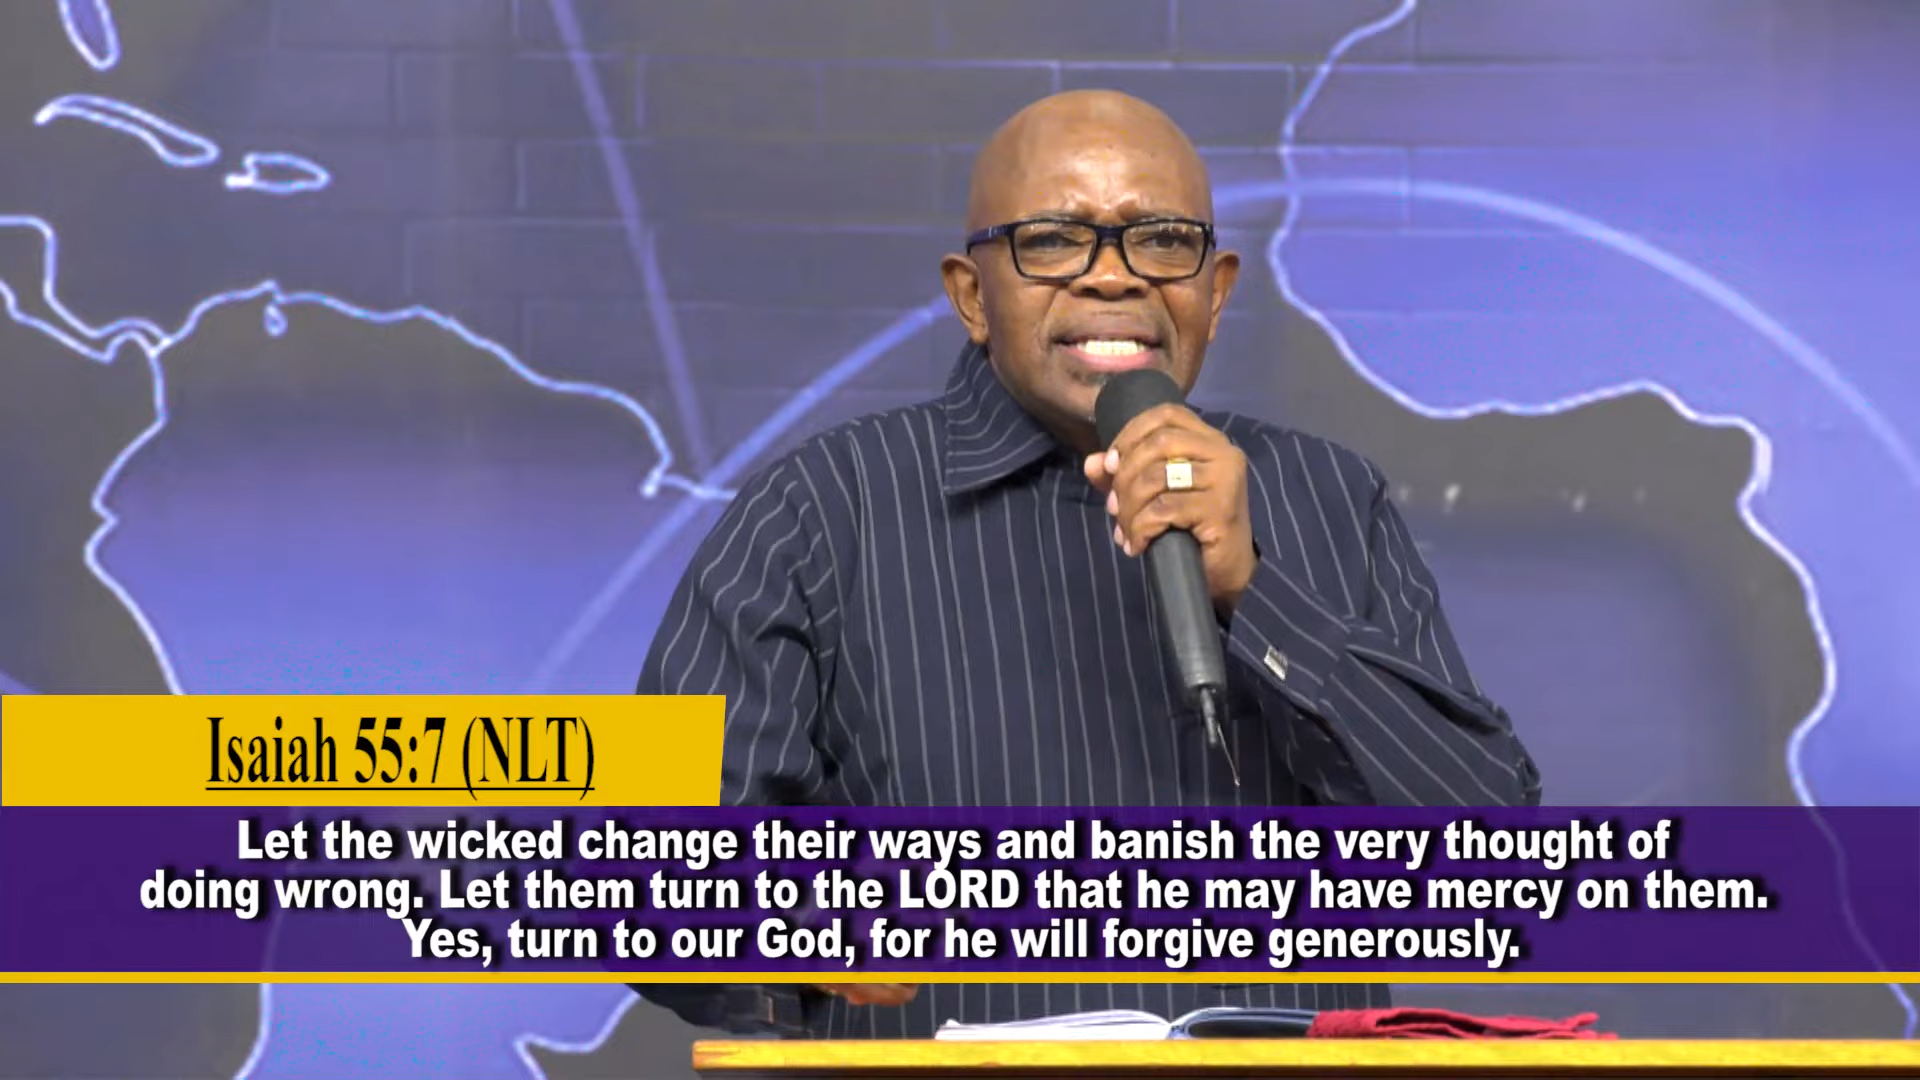 Isaiah 55:7 (NLT)
Let the wicked change their ways and banish the very thought of
doing wrong. Let them turn to the LORD that he may have mercy on them.
Yes, turn to our God, for he will forgive generously.